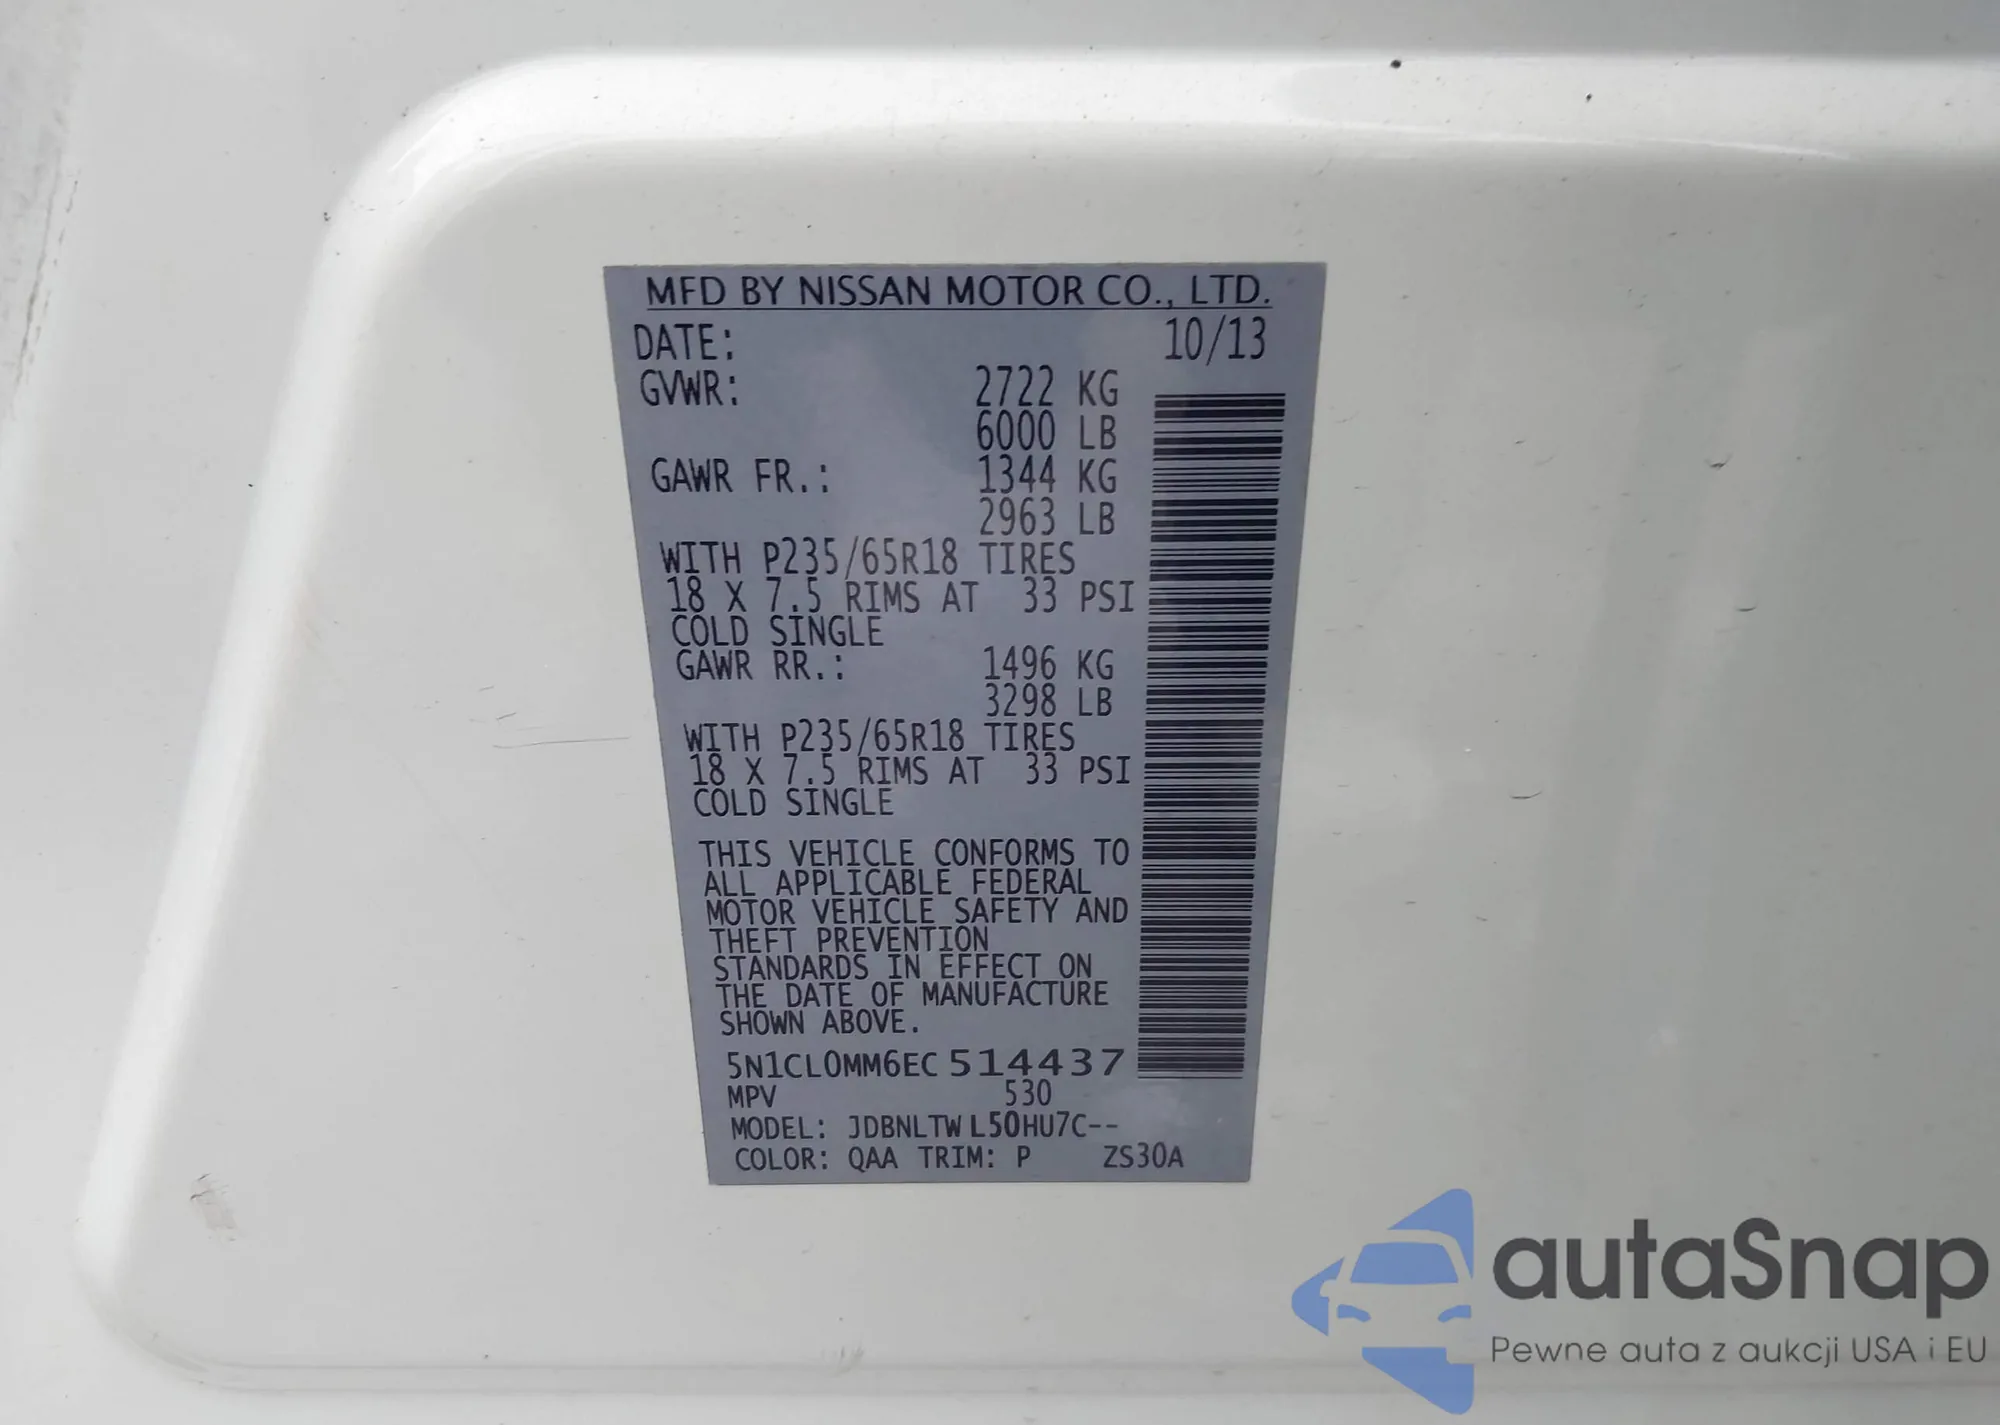 MFD BY NISSAN MOTOR CO., LTD.
DATE: 10/13
GVWR: 2722 KG
6000 LB
GAWR FR.: 1344 KG
2963 LB
WITH P235/65R18 TIRES
18 X 7.5 RIMS AT 33 PSI
COLD SINGLE
GAWR RR.: 1496 KG
3298 LB
WITH P235/65R18 TIRES
18 X 7.5 RIMS AT 33 PSI
COLD SINGLE
THIS VEHICLE CONFORMS TO
ALL APPLICABLE FEDERAL
MOTOR VEHICLE SAFETY AND
THEFT PREVENTION
STANDARDS IN EFFECT ON
THE DATE OF MANUFACTURE
SHOWN ABOVE.
5N1CL0MM6EC514437
MPV 530
MODEL: JDBNLTWL50HU7C--
COLOR: QAA TRIM: P ZS30A
autaSnap
Pewne auta z aukcji USA i EU